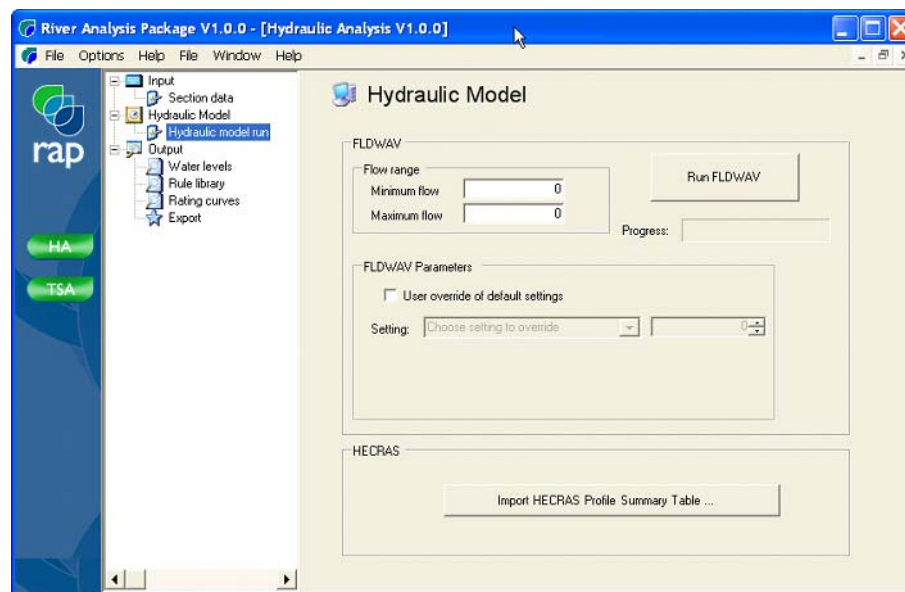 River Analysis Package V1.0.0 - [Hydraulic Analysis V1.0.0]
File Options Help File Window Help
rap
HA
TSA
Input
Section data
Hydraulic Model
Hydraulic model run
Output
Water levels
Rule library
Rating curves
Export
Hydraulic Model
FLDWAV
Flow range
Minimum flow 0
Maximum flow 0
Run FLDWAV
Progress:
FLDWAV Parameters
User override of default settings
Setting: Choose setting to override 0
HECRAS
Import HECRAS Profile Summary Table ...